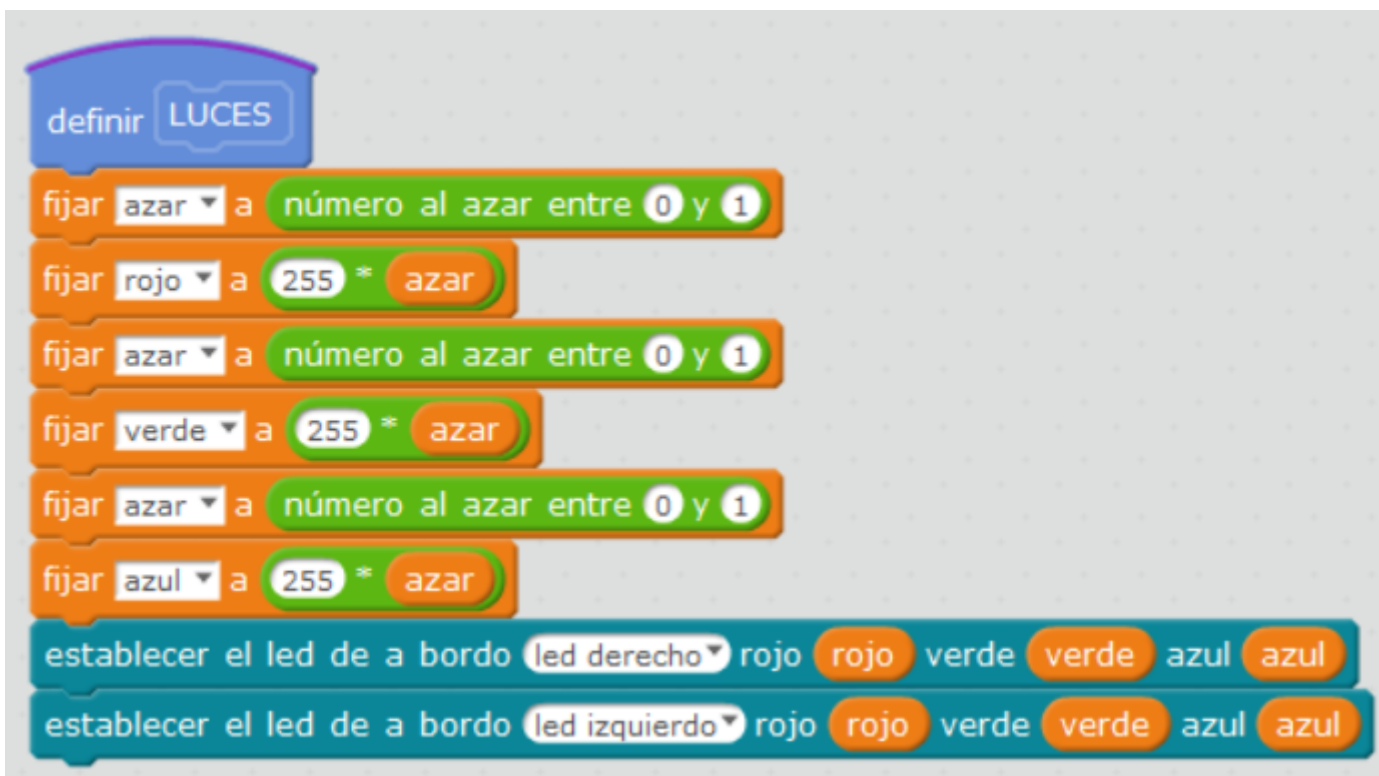 definir LUCES
fijar azar a número al azar entre 0 y 1
fijar rojo a 255 * azar
fijar azar a número al azar entre 0 y 1
fijar verde a 255 * azar
fijar azar a número al azar entre 0 y 1
fijar azul a 255 * azar
establecer el led de a bordo led derecho rojo rojo verde verde azul azul
establecer el led de a bordo led izquierdo rojo rojo verde verde azul azul